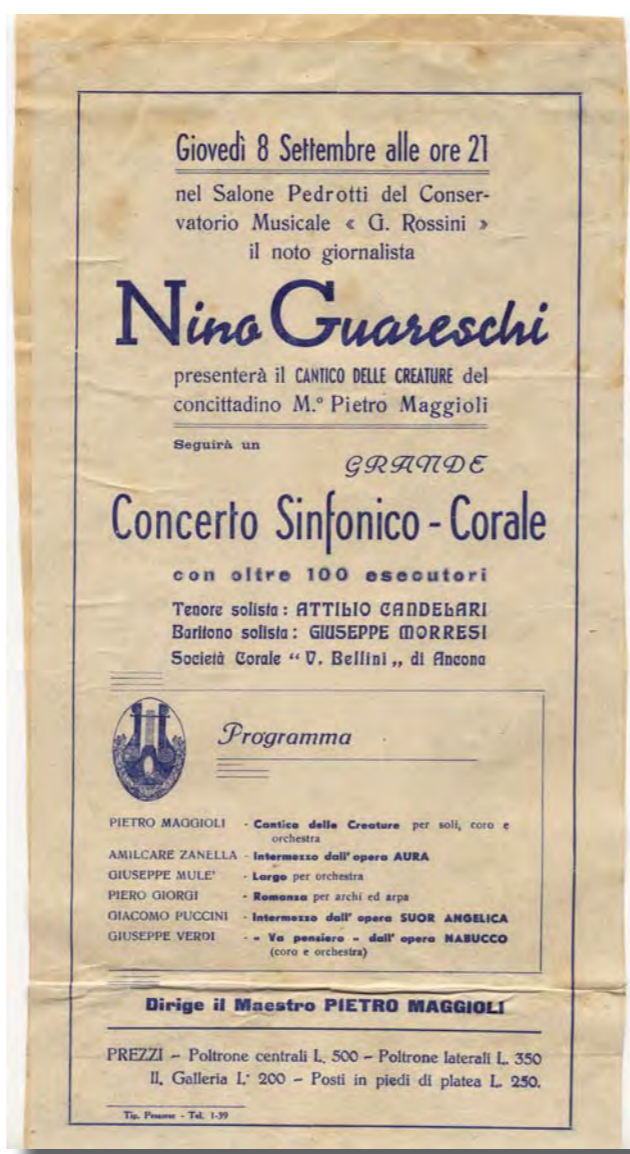 Giovedì 8 Settembre alle ore 21
nel Salone Pedrotti del Conser-
vatorio Musicale « G. Rossini »
il noto giornalista
Nino Guareschi
presenterà il CANTICO DELLE CREATURE del
concittadino M.º Pietro Maggioli
Seguirà un
GRANDE
Concerto Sinfonico - Corale
con oltre 100 esecutori
Tenore solista : ATTILIO CANDELARI
Baritono solista : GIUSEPPE MORRESI
Società Corale “ V. Bellini „ di Ancona
Programma
PIETRO MAGGIOLI - Cantico delle Creature per soli, coro e
orchestra
AMILCARE ZANELLA - Intermezzo dall' opera AURA
GIUSEPPE MULE' - Largo per orchestra
PIERO GIORGI - Romanza per archi ed arpa
GIACOMO PUCCINI - Intermezzo dall' opera SUOR ANGELICA
GIUSEPPE VERDI - « Va pensiero » dall' opera NABUCCO
(coro e orchestra)
Dirige il Maestro PIETRO MAGGIOLI
PREZZI – Poltrone centrali L. 500 – Poltrone laterali L. 350
II. Galleria L. 200 – Posti in piedi di platea L. 250.
Tip. Pesarese - Tel. 1-39